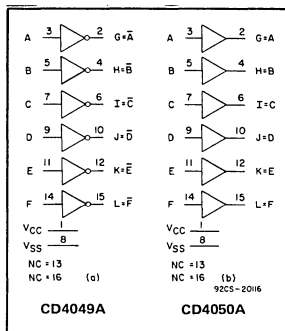 A 3 2 G=A̅ A 3 2 G=A
B 5 4 H=B̅ B 5 4 H=B
C 7 6 I=C̅ C 7 6 I=C
D 9 10 J=D̅ D 9 10 J=D
E 11 12 K=E̅ E 11 12 K=E
F 14 15 L=F̅ F 14 15 L=F
VCC 1 VCC 1
VSS 8 VSS 8
NC =13 NC =13
NC =16 (a) NC =16 (b)
92CS-20116
CD4049A CD4050A